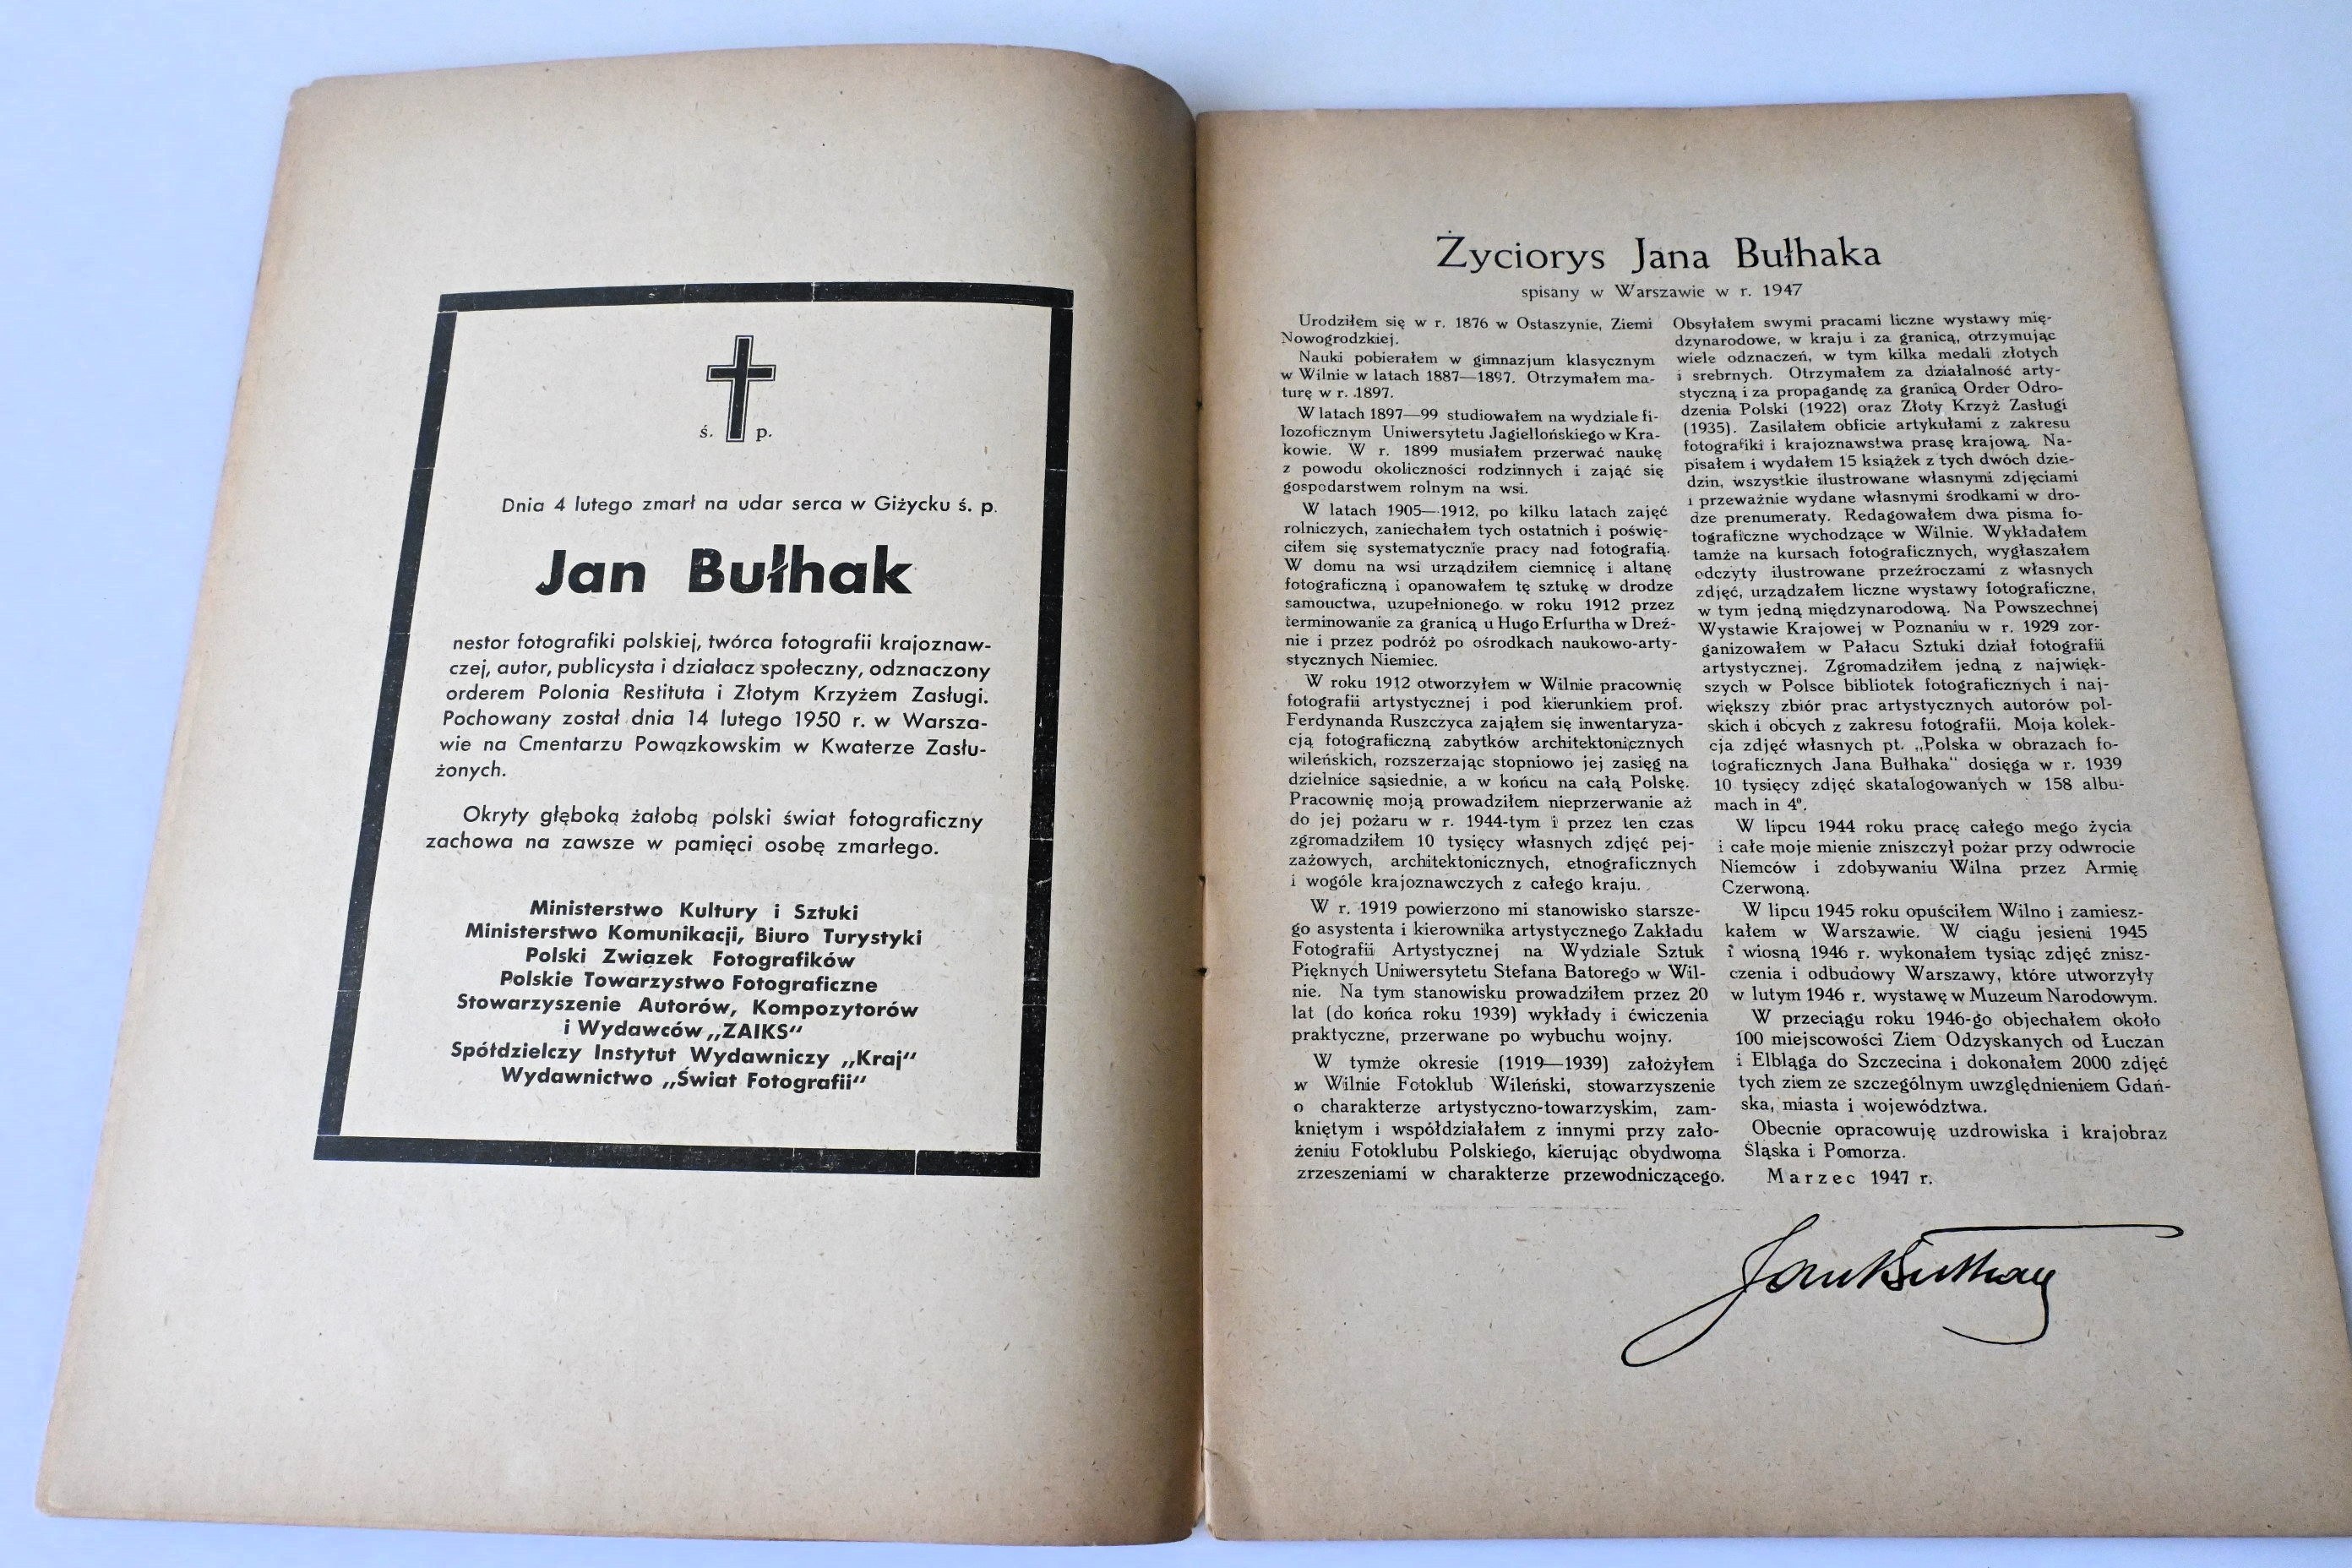 ś. p.
Dnia 4 lutego zmarł na udar serca w Giżycku ś. p.
Jan Bułhak
nestor fotografiki polskiej, twórca fotografii krajoznaw-
czej, autor, publicysta i działacz społeczny, odznaczony
orderem Polonia Restituta i Złotym Krzyżem Zasługi.
Pochowany został dnia 14 lutego 1950 r. w Warsza-
wie na Cmentarzu Powązkowskim w Kwaterze Zasłu-
żonych.
Okryty głęboką żałobą polski świat fotograficzny
zachowa na zawsze w pamięci osobę zmarłego.
Ministerstwo Kultury i Sztuki
Ministerstwo Komunikacji, Biuro Turystyki
Polski Związek Fotografików
Polskie Towarzystwo Fotograficzne
Stowarzyszenie Autorów, Kompozytorów
i Wydawców „ZAIKS“
Spółdzielczy Instytut Wydawniczy „Kraj“
Wydawnictwo „Świat Fotografii“
Życiorys Jana Bułhaka
spisany w Warszawie w r. 1947
Urodziłem się w r. 1876 w Ostaszynie, Ziemi
Nowogrodzkiej.
Nauki pobierałem w gimnazjum klasycznym
w Wilnie w latach 1887—1897. Otrzymałem ma-
turę w r. 1897.
W latach 1897—99 studiowałem na wydziale fi-
lozoficznym Uniwersytetu Jagiellońskiego w Kra-
kowie. W r. 1899 musiałem przerwać naukę
z powodu okoliczności rodzinnych i zająć się
gospodarstwem rolnym na wsi.
W latach 1905—1912, po kilku latach zajęć
rolniczych, zaniechałem tych ostatnich i poświę-
ciłem się systematycznie pracy nad fotografią.
W domu na wsi urządziłem ciemnicę i altanę
fotograficzną i opanowałem tę sztukę w drodze
samouctwa, uzupełnionego w roku 1912 przez
terminowanie za granicą u Hugo Erfurtha w Dreź-
nie i przez podróż po ośrodkach naukowo-arty-
stycznych Niemiec.
W roku 1912 otworzyłem w Wilnie pracownię
fotografii artystycznej i pod kierunkiem prof.
Ferdynanda Ruszczyca zająłem się inwentaryza-
cją fotograficzną zabytków architektonicznych
wileńskich, rozszerzając stopniowo jej zasięg na
dzielnice sąsiednie, a w końcu na całą Polskę.
Pracownię moją prowadziłem nieprzerwanie aż
do jej pożaru w r. 1944-tym i przez ten czas
zgromadziłem 10 tysięcy własnych zdjęć pej-
zażowych, architektonicznych, etnograficznych
i wogóle krajoznawczych z całego kraju.
W r. 1919 powierzono mi stanowisko starsze-
go asystenta i kierownika artystycznego Zakładu
Fotografii Artystycznej na Wydziale Sztuk
Pięknych Uniwersytetu Stefana Batorego w Wil-
nie. Na tym stanowisku prowadziłem przez 20
lat (do końca roku 1939) wykłady i ćwiczenia
praktyczne, przerwane po wybuchu wojny.
W tymże okresie (1919—1939) założyłem
w Wilnie Fotoklub Wileński, stowarzyszenie
o charakterze artystyczno-towarzyskim, zam-
kniętym i współdziałałem z innymi przy zało-
żeniu Fotoklubu Polskiego, kierując obydwoma
zrzeszeniami w charakterze przewodniczącego.
Obsyłałem swymi pracami liczne wystawy mię-
dzynarodowe, w kraju i za granicą, otrzymując
wiele odznaczeń, w tym kilka medali złotych
i srebrnych. Otrzymałem za działalność arty-
styczną i za propagandę za granicą Order Odro-
dzenia Polski (1922) oraz Złoty Krzyż Zasługi
(1935). Zasilałem obficie artykułami z zakresu
fotografiki i krajoznawstwa prasę krajową. Na-
pisałem i wydałem 15 książek z tych dwóch dzie-
dzin, wszystkie ilustrowane własnymi zdjęciami
i przeważnie wydane własnymi środkami w dro-
dze prenumeraty. Redagowałem dwa pisma fo-
tograficzne wychodzące w Wilnie. Wykładałem
tamże na kursach fotograficznych, wygłaszałem
odczyty ilustrowane przeźroczami z własnych
zdjęć, urządzałem liczne wystawy fotograficzne,
w tym jedną międzynarodową. Na Powszechnej
Wystawie Krajowej w Poznaniu w r. 1929 zor-
ganizowałem w Pałacu Sztuki dział fotografii
artystycznej. Zgromadziłem jedną z najwięk-
szych w Polsce bibliotek fotograficznych i naj-
większy zbiór prac artystycznych autorów pol-
skich i obcych z zakresu fotografii. Moja kolek-
cja zdjęć własnych pt. „Polska w obrazach fo-
tograficznych Jana Bułhaka“ dosięga w r. 1939
10 tysięcy zdjęć skatalogowanych w 158 albu-
mach in 4º.
W lipcu 1944 roku pracę całego mego życia
i całe moje mienie zniszczył pożar przy odwrocie
Niemców i zdobywaniu Wilna przez Armię
Czerwoną.
W lipcu 1945 roku opuściłem Wilno i zamiesz-
kałem w Warszawie. W ciągu jesieni 1945
i wiosną 1946 r. wykonałem tysiąc zdjęć znisz-
czenia i odbudowy Warszawy, które utworzyły
w lutym 1946 r. wystawę w Muzeum Narodowym.
W przeciągu roku 1946-go objechałem około
100 miejscowości Ziem Odzyskanych od Łuczan
i Elbląga do Szczecina i dokonałem 2000 zdjęć
tych ziem ze szczególnym uwzględnieniem Gdań-
ska, miasta i województwa.
Obecnie opracowuję uzdrowiska i krajobraz
Śląska i Pomorza.
Marzec 1947 r.
Jan Bułhak